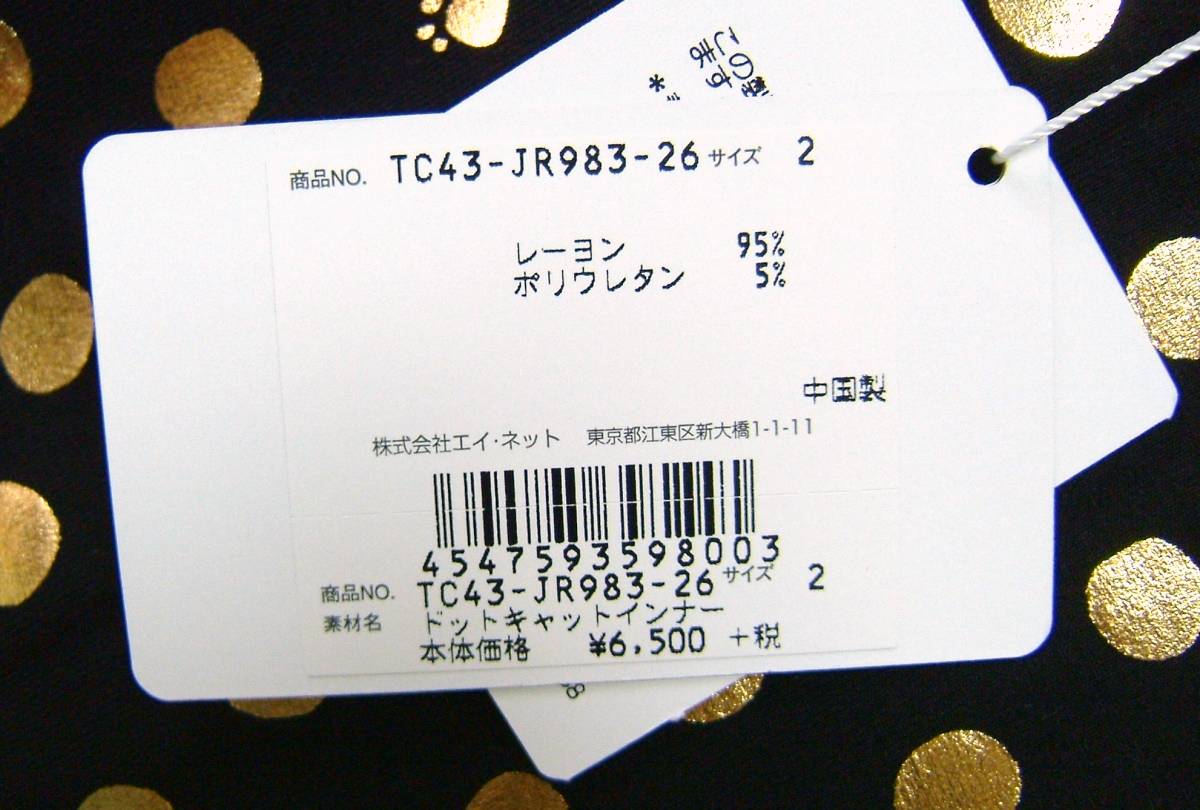 この
ます
*
商品NO. TC43-JR983-26 サイズ 2
レーヨン 95%
ポリウレタン 5%
中国製
株式会社エイ・ネット 東京都江東区新大橋1-1-11
4547593598003
商品NO. TC43-JR983-26 サイズ 2
素材名 ドットキャットインナー
本体価格 ¥6,500 +税